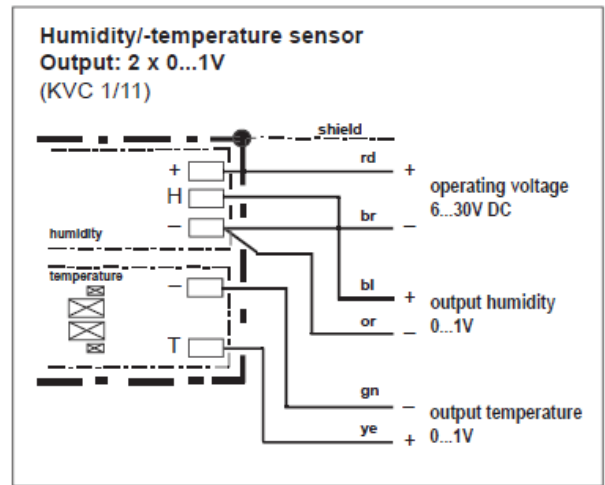 Humidity/-temperature sensor
Output: 2 x 0...1V
(KVC 1/11)
shield
rd
+
+
operating voltage
6...30V DC
H
br
–
–
humidity
temperature
–
bl
+
output humidity
0...1V
or
–
T
gn
–
output temperature
0...1V
ye
+